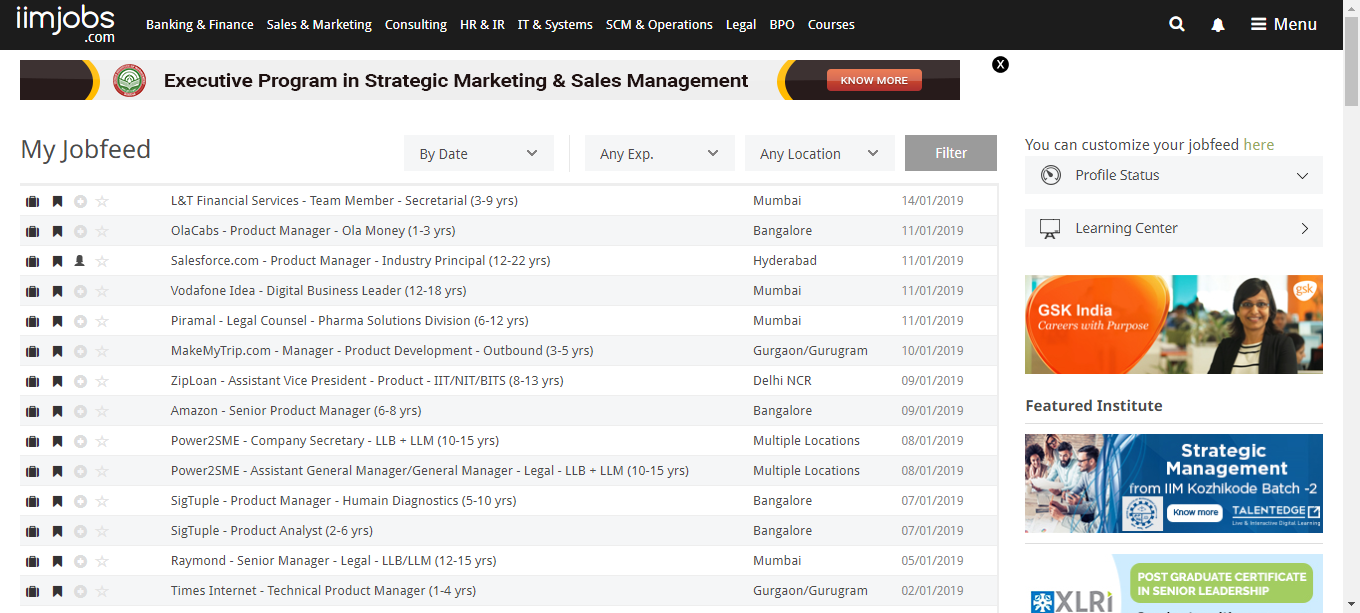 iimjobs
.com
Banking & Finance Sales & Marketing Consulting HR & IR IT & Systems SCM & Operations Legal BPO Courses Menu
X
Executive Program in Strategic Marketing & Sales Management KNOW MORE
My Jobfeed By Date Any Exp. Any Location Filter
L&T Financial Services - Team Member - Secretarial (3-9 yrs) Mumbai 14/01/2019
OlaCabs - Product Manager - Ola Money (1-3 yrs) Bangalore 11/01/2019
Salesforce.com - Product Manager - Industry Principal (12-22 yrs) Hyderabad 11/01/2019
Vodafone Idea - Digital Business Leader (12-18 yrs) Mumbai 11/01/2019
Piramal - Legal Counsel - Pharma Solutions Division (6-12 yrs) Mumbai 11/01/2019
MakeMyTrip.com - Manager - Product Development - Outbound (3-5 yrs) Gurgaon/Gurugram 10/01/2019
ZipLoan - Assistant Vice President - Product - IIT/NIT/BITS (8-13 yrs) Delhi NCR 09/01/2019
Amazon - Senior Product Manager (6-8 yrs) Bangalore 09/01/2019
Power2SME - Company Secretary - LLB + LLM (10-15 yrs) Multiple Locations 08/01/2019
Power2SME - Assistant General Manager/General Manager - Legal - LLB + LLM (10-15 yrs) Multiple Locations 08/01/2019
SigTuple - Product Manager - Humain Diagnostics (5-10 yrs) Bangalore 07/01/2019
SigTuple - Product Analyst (2-6 yrs) Bangalore 07/01/2019
Raymond - Senior Manager - Legal - LLB/LLM (12-15 yrs) Mumbai 05/01/2019
Times Internet - Technical Product Manager (1-4 yrs) Gurgaon/Gurugram 02/01/2019
You can customize your jobfeed here
Profile Status
Learning Center
gsk
GSK India
Careers with Purpose
Featured Institute
Strategic
Management
from IIM Kozhikode Batch -2
Know more TALENTEDGE
Live & Interactive Digital Learning
POST GRADUATE CERTIFICATE
IN SENIOR LEADERSHIP
XLRi